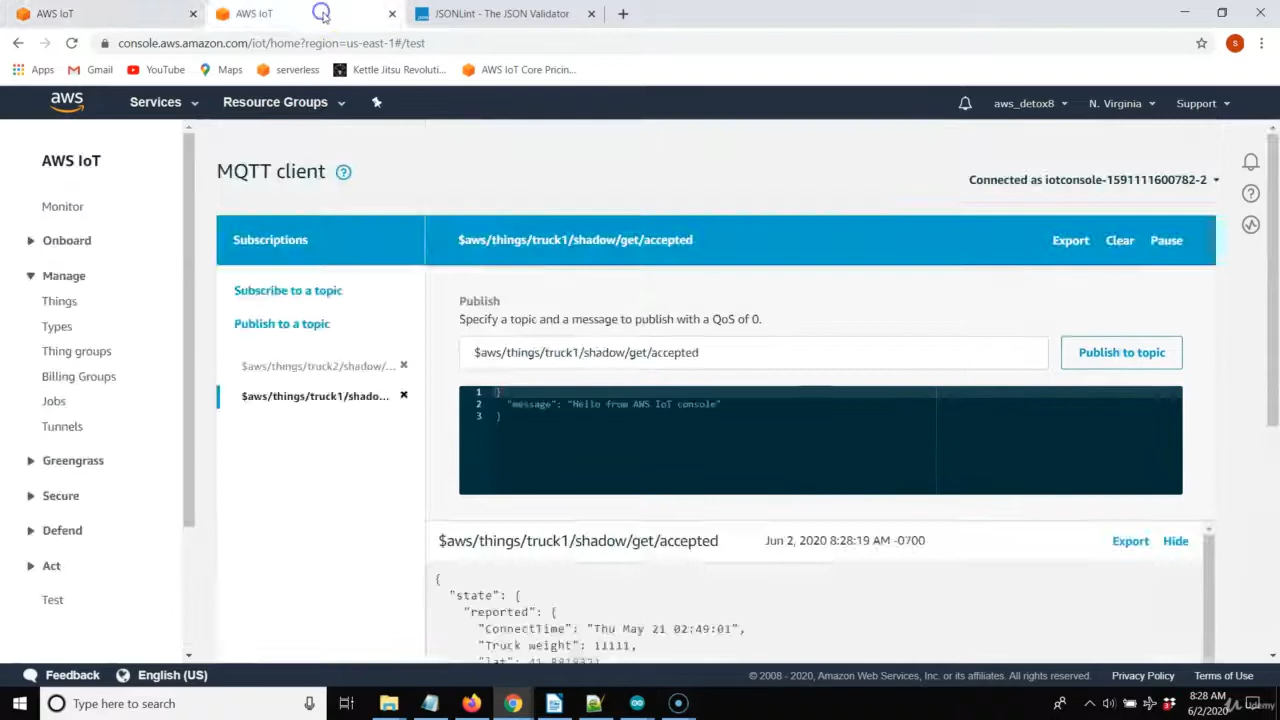 AWS IoT
AWS IoT
JSONLint - The JSON Validator
console.aws.amazon.com/iot/home?region=us-east-1#/test
S
Apps
Gmail
YouTube
Maps
serverless
Kettle Jitsu Revoluti...
AWS IoT Core Pricin...
aws
Services
Resource Groups
aws_detox8
N. Virginia
Support
AWS IoT
Monitor
Onboard
Manage
Things
Types
Thing groups
Billing Groups
Jobs
Tunnels
Greengrass
Secure
Defend
Act
Test
MQTT client
Connected as iotconsole-1591111600782-2
Subscriptions
$aws/things/truck1/shadow/get/accepted
Export Clear Pause
Subscribe to a topic
Publish to a topic
$aws/things/truck2/shadow/...
$aws/things/truck1/shado...
Publish
Specify a topic and a message to publish with a QoS of 0.
$aws/things/truck1/shadow/get/accepted
Publish to topic
1
2 "message": "Hello from AWS IoT console"
3 }
$aws/things/truck1/shadow/get/accepted
Jun 2, 2020 8:28:19 AM -0700
Export Hide
{
"state": {
"reported": {
"ConnectTime": "Thu May 21 02:49:01",
"Truck weight": 11111,
Feedback
English (US)
© 2008 - 2020, Amazon Web Services, Inc. or its affiliates. All rights reserved.
Privacy Policy
Terms of Use
Type here to search
8:28 AM
6/2/2020
Udemy